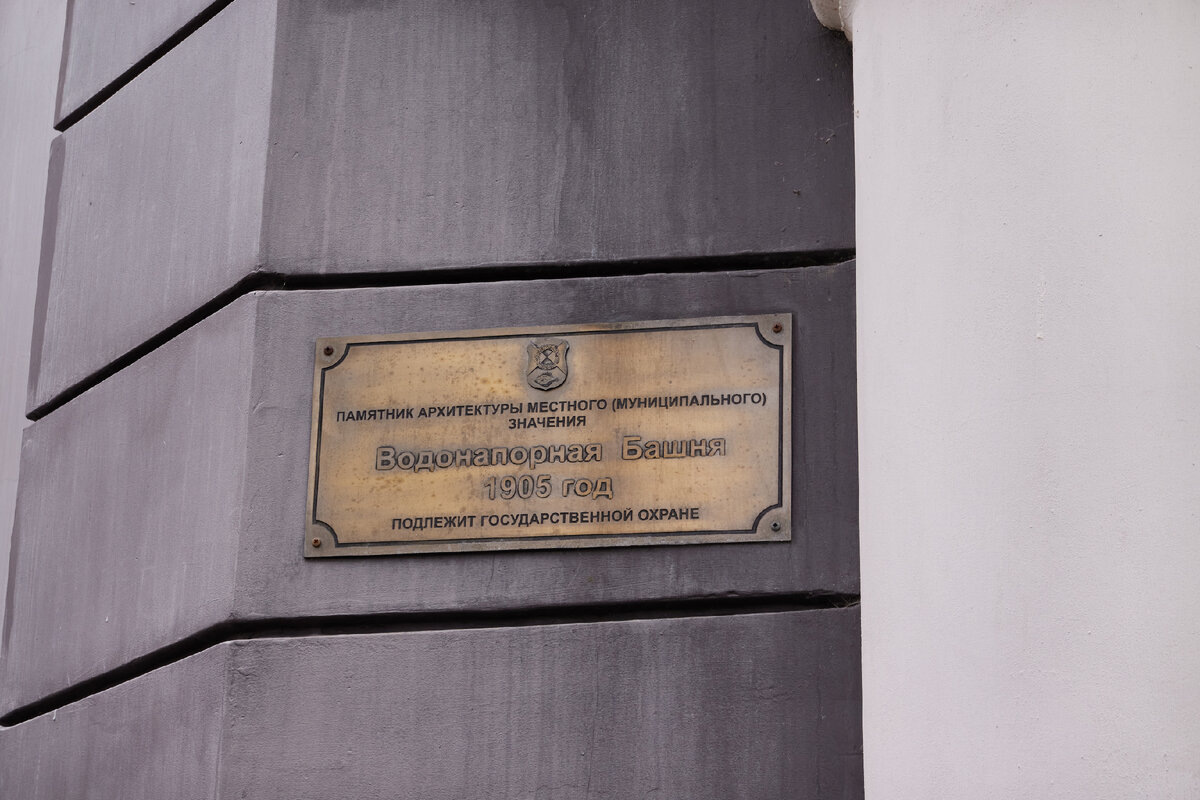 ПАМЯТНИК АРХИТЕКТУРЫ МЕСТНОГО (МУНИЦИПАЛЬНОГО)
ЗНАЧЕНИЯ
Водонапорная Башня
1905 год
ПОДЛЕЖИТ ГОСУДАРСТВЕННОЙ ОХРАНЕ